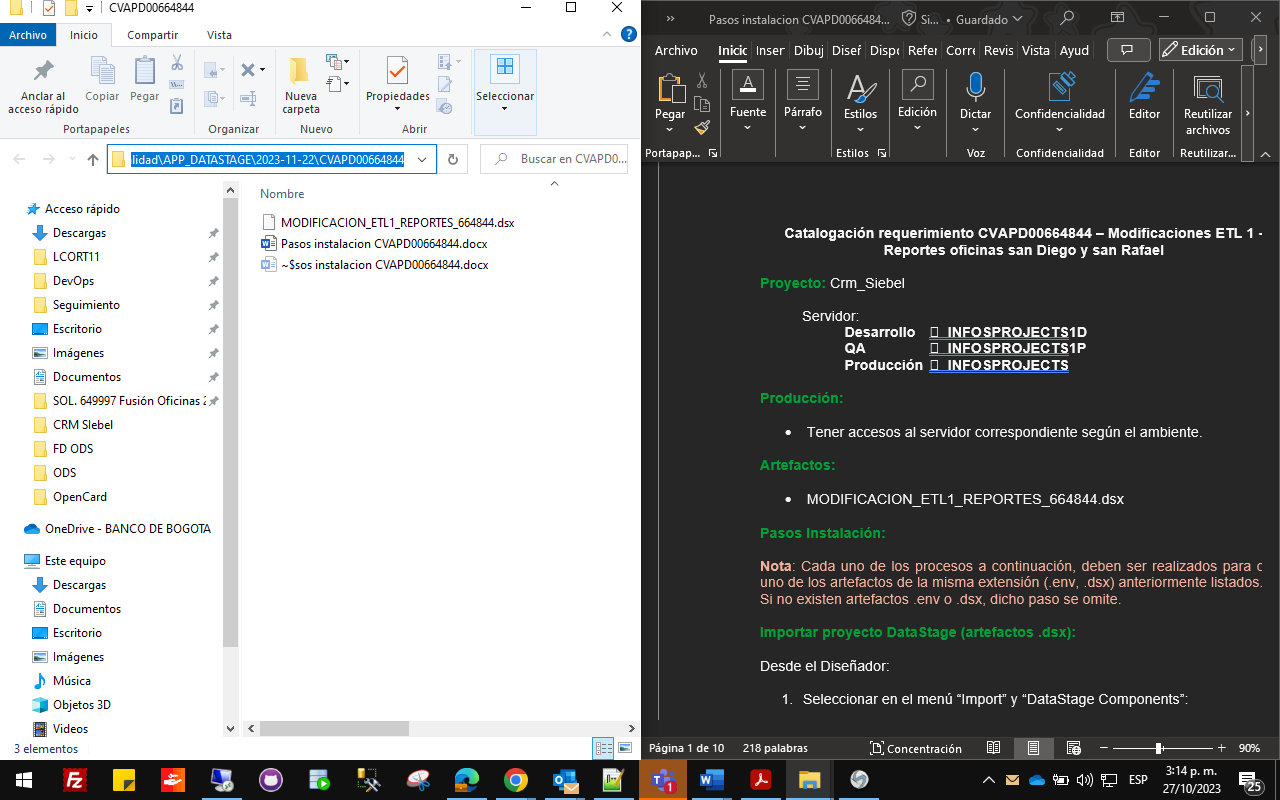 CVAPD00664844
Archivo Inicio Compartir Vista
Anclar al acceso rápido
Copiar
Pegar
Nueva carpeta
Propiedades
Seleccionar
Portapapeles Organizar Nuevo Abrir
lidad\APP_DATASTAGE\2023-11-22\CVAPD00664844
Buscar en CVAPD0...
Nombre
MODIFICACION_ETL1_REPORTES_664844.dsx
Pasos instalacion CVAPD00664844.docx
~$sos instalacion CVAPD00664844.docx
Acceso rápido
Descargas
LCORT11
DevOps
Seguimiento
Escritorio
Imágenes
Documentos
SOL. 649997 Fusión Oficinas 2
CRM SIebel
FD ODS
ODS
OpenCard
OneDrive - BANCO DE BOGOTA
Este equipo
Descargas
Documentos
Escritorio
Imágenes
Música
Objetos 3D
Videos
3 elementos
Pasos instalacion CVAPD0066484... Si... • Guardado
Archivo Inic Inser Dibuj Diseñ Dispo Refer Corre Revis Vista Ayud
Edición
Pegar
Fuente
Párrafo
Estilos
Edición
Dictar
Confidencialidad
Editor
Reutilizar archivos
Portapap... Estilos Voz Confidencialidad Editor Reutilizar...
Catalogación requerimiento CVAPD00664844 – Modificaciones ETL 1 -
Reportes oficinas san Diego y san Rafael
Proyecto: Crm_Siebel
Servidor:
Desarrollo INFOSPROJECTS1D
QA INFOSPROJECTS1P
Producción INFOSPROJECTS
Producción:
• Tener accesos al servidor correspondiente según el ambiente.
Artefactos:
• MODIFICACION_ETL1_REPORTES_664844.dsx
Pasos Instalación:
Nota: Cada uno de los procesos a continuación, deben ser realizados para c
uno de los artefactos de la misma extensión (.env, .dsx) anteriormente listados.
Si no existen artefactos .env o .dsx, dicho paso se omite.
Importar proyecto DataStage (artefactos .dsx):
Desde el Diseñador:
1. Seleccionar en el menú “Import” y “DataStage Components”:
Página 1 de 10 218 palabras Concentración 90%
ESP
3:14 p. m.
27/10/2023
1
25